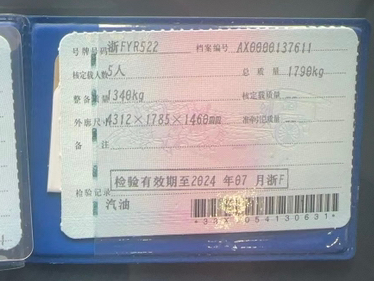 号牌号码 浙FYR522 档案编号 AX0000137611
核定载人数 5人 总质量 1790kg
整备质量 1340kg 核定载质量
外廓尺寸 4312×1785×1460mm 准牵引总质量
备注
检验有效期至2024年07月浙F
检验记录
汽油